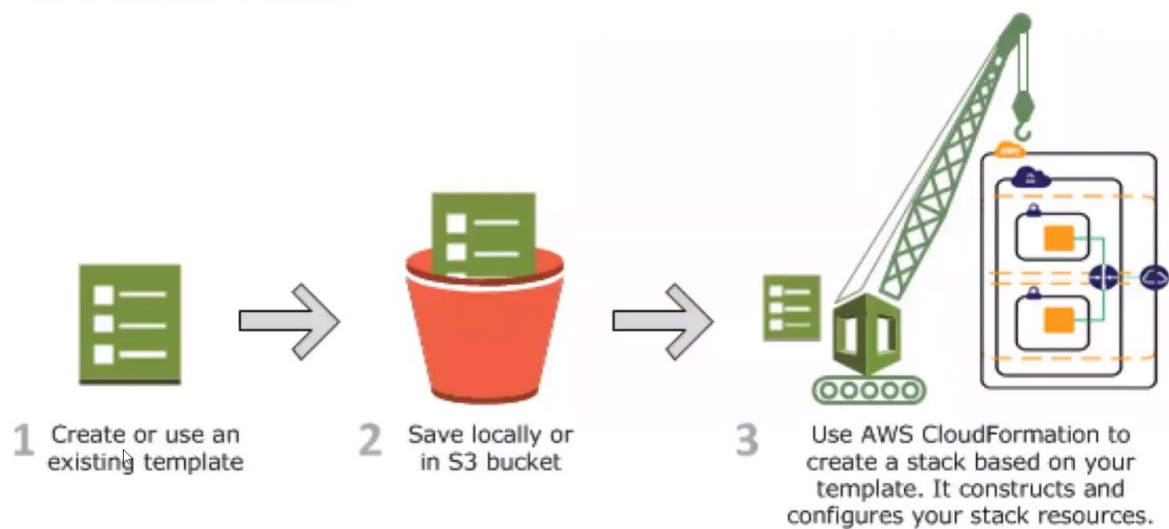 1 Create or use an
existing template
2 Save locally or
in S3 bucket
3 Use AWS CloudFormation to
create a stack based on your
template. It constructs and
configures your stack resources.
aws